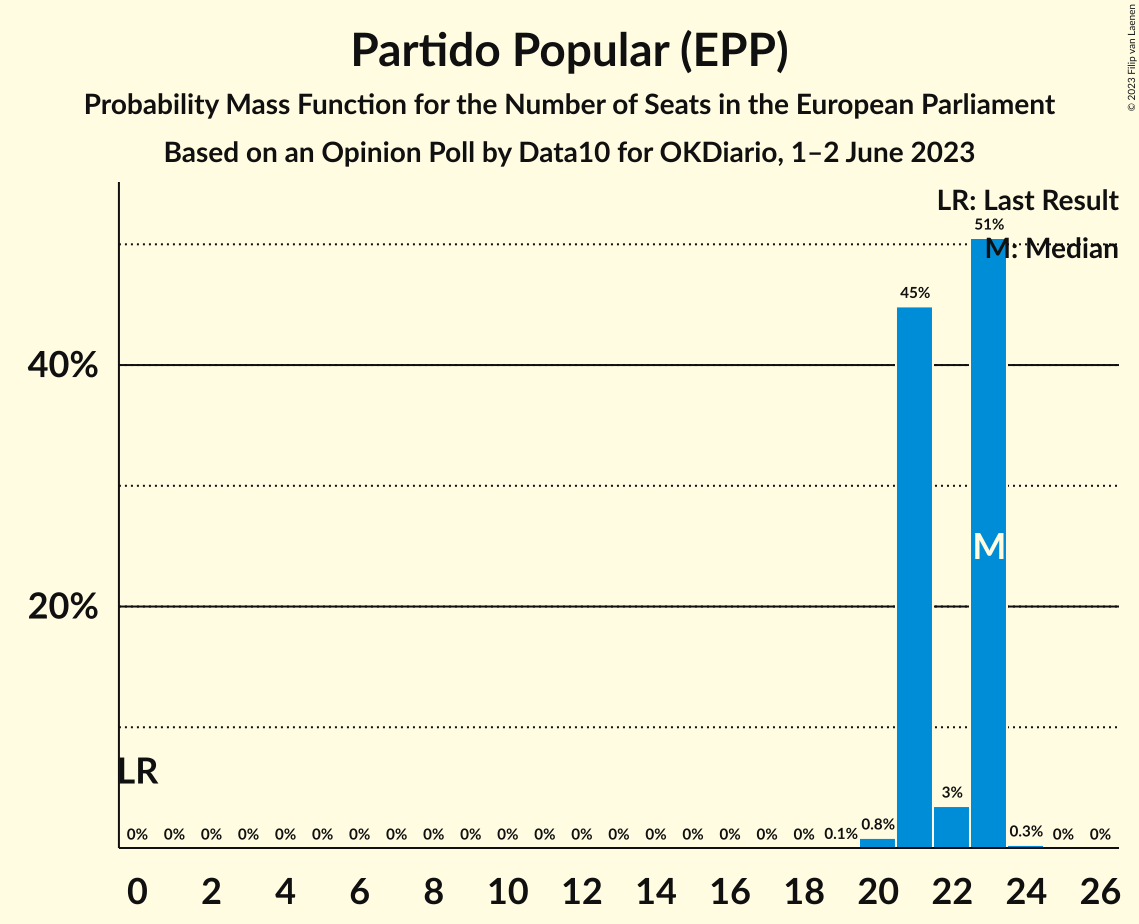 Partido Popular (EPP)
Probability Mass Function for the Number of Seats in the European Parliament
Based on an Opinion Poll by Data10 for OKDiario, 1–2 June 2023
© 2023 Filip van Laenen
LR: Last Result
M: Median
51%
45%
40%
M
20%
LR
3%
0% 0% 0% 0% 0% 0% 0% 0% 0% 0% 0% 0% 0% 0% 0% 0% 0% 0% 0% 0.1% 0.8% 0.3% 0% 0%
0 2 4 6 8 10 12 14 16 18 20 22 24 26